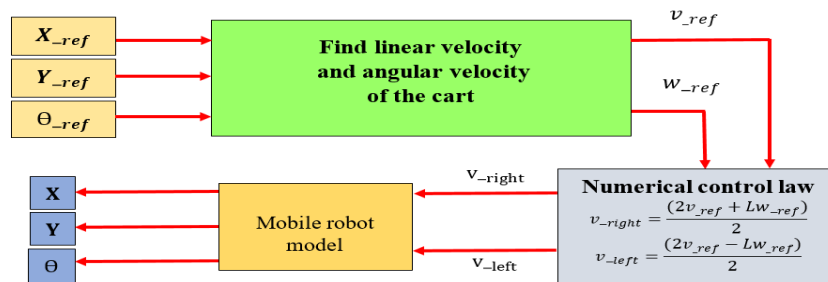 X_ref
Y_ref
Θ_ref
Find linear velocity
and angular velocity
of the cart
v_ref
w_ref
Numerical control law
v_right = (2v_ref + Lw_ref) / 2
v_left = (2v_ref − Lw_ref) / 2
v_right
v_left
Mobile robot
model
X
Y
Θ